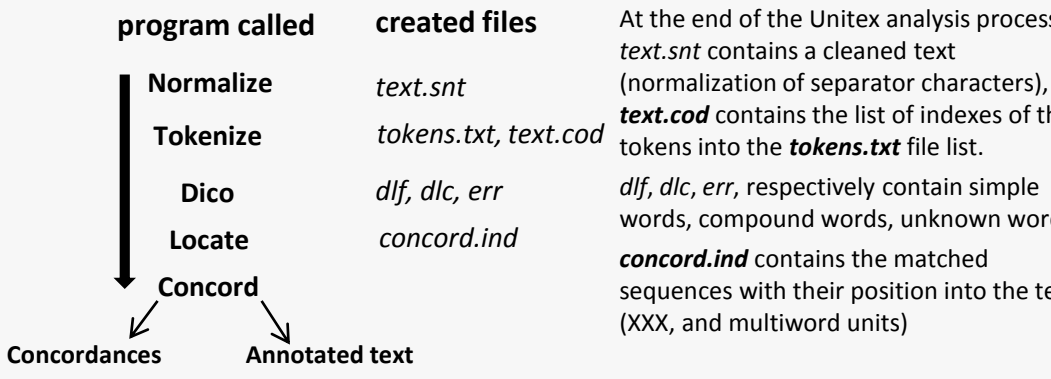 program called created files
Normalize text.snt
Tokenize tokens.txt, text.cod
Dico dlf, dlc, err
Locate concord.ind
Concord
Concordances Annotated text
At the end of the Unitex analysis
text.snt contains a cleaned text
(normalization of separator characters),
text.cod contains the list of indexes of
tokens into the tokens.txt file list.
dlf, dlc, err, respectively contain simple
words, compound words, unknown
concord.ind contains the matched
sequences with their position into the
(XXX, and multiword units)